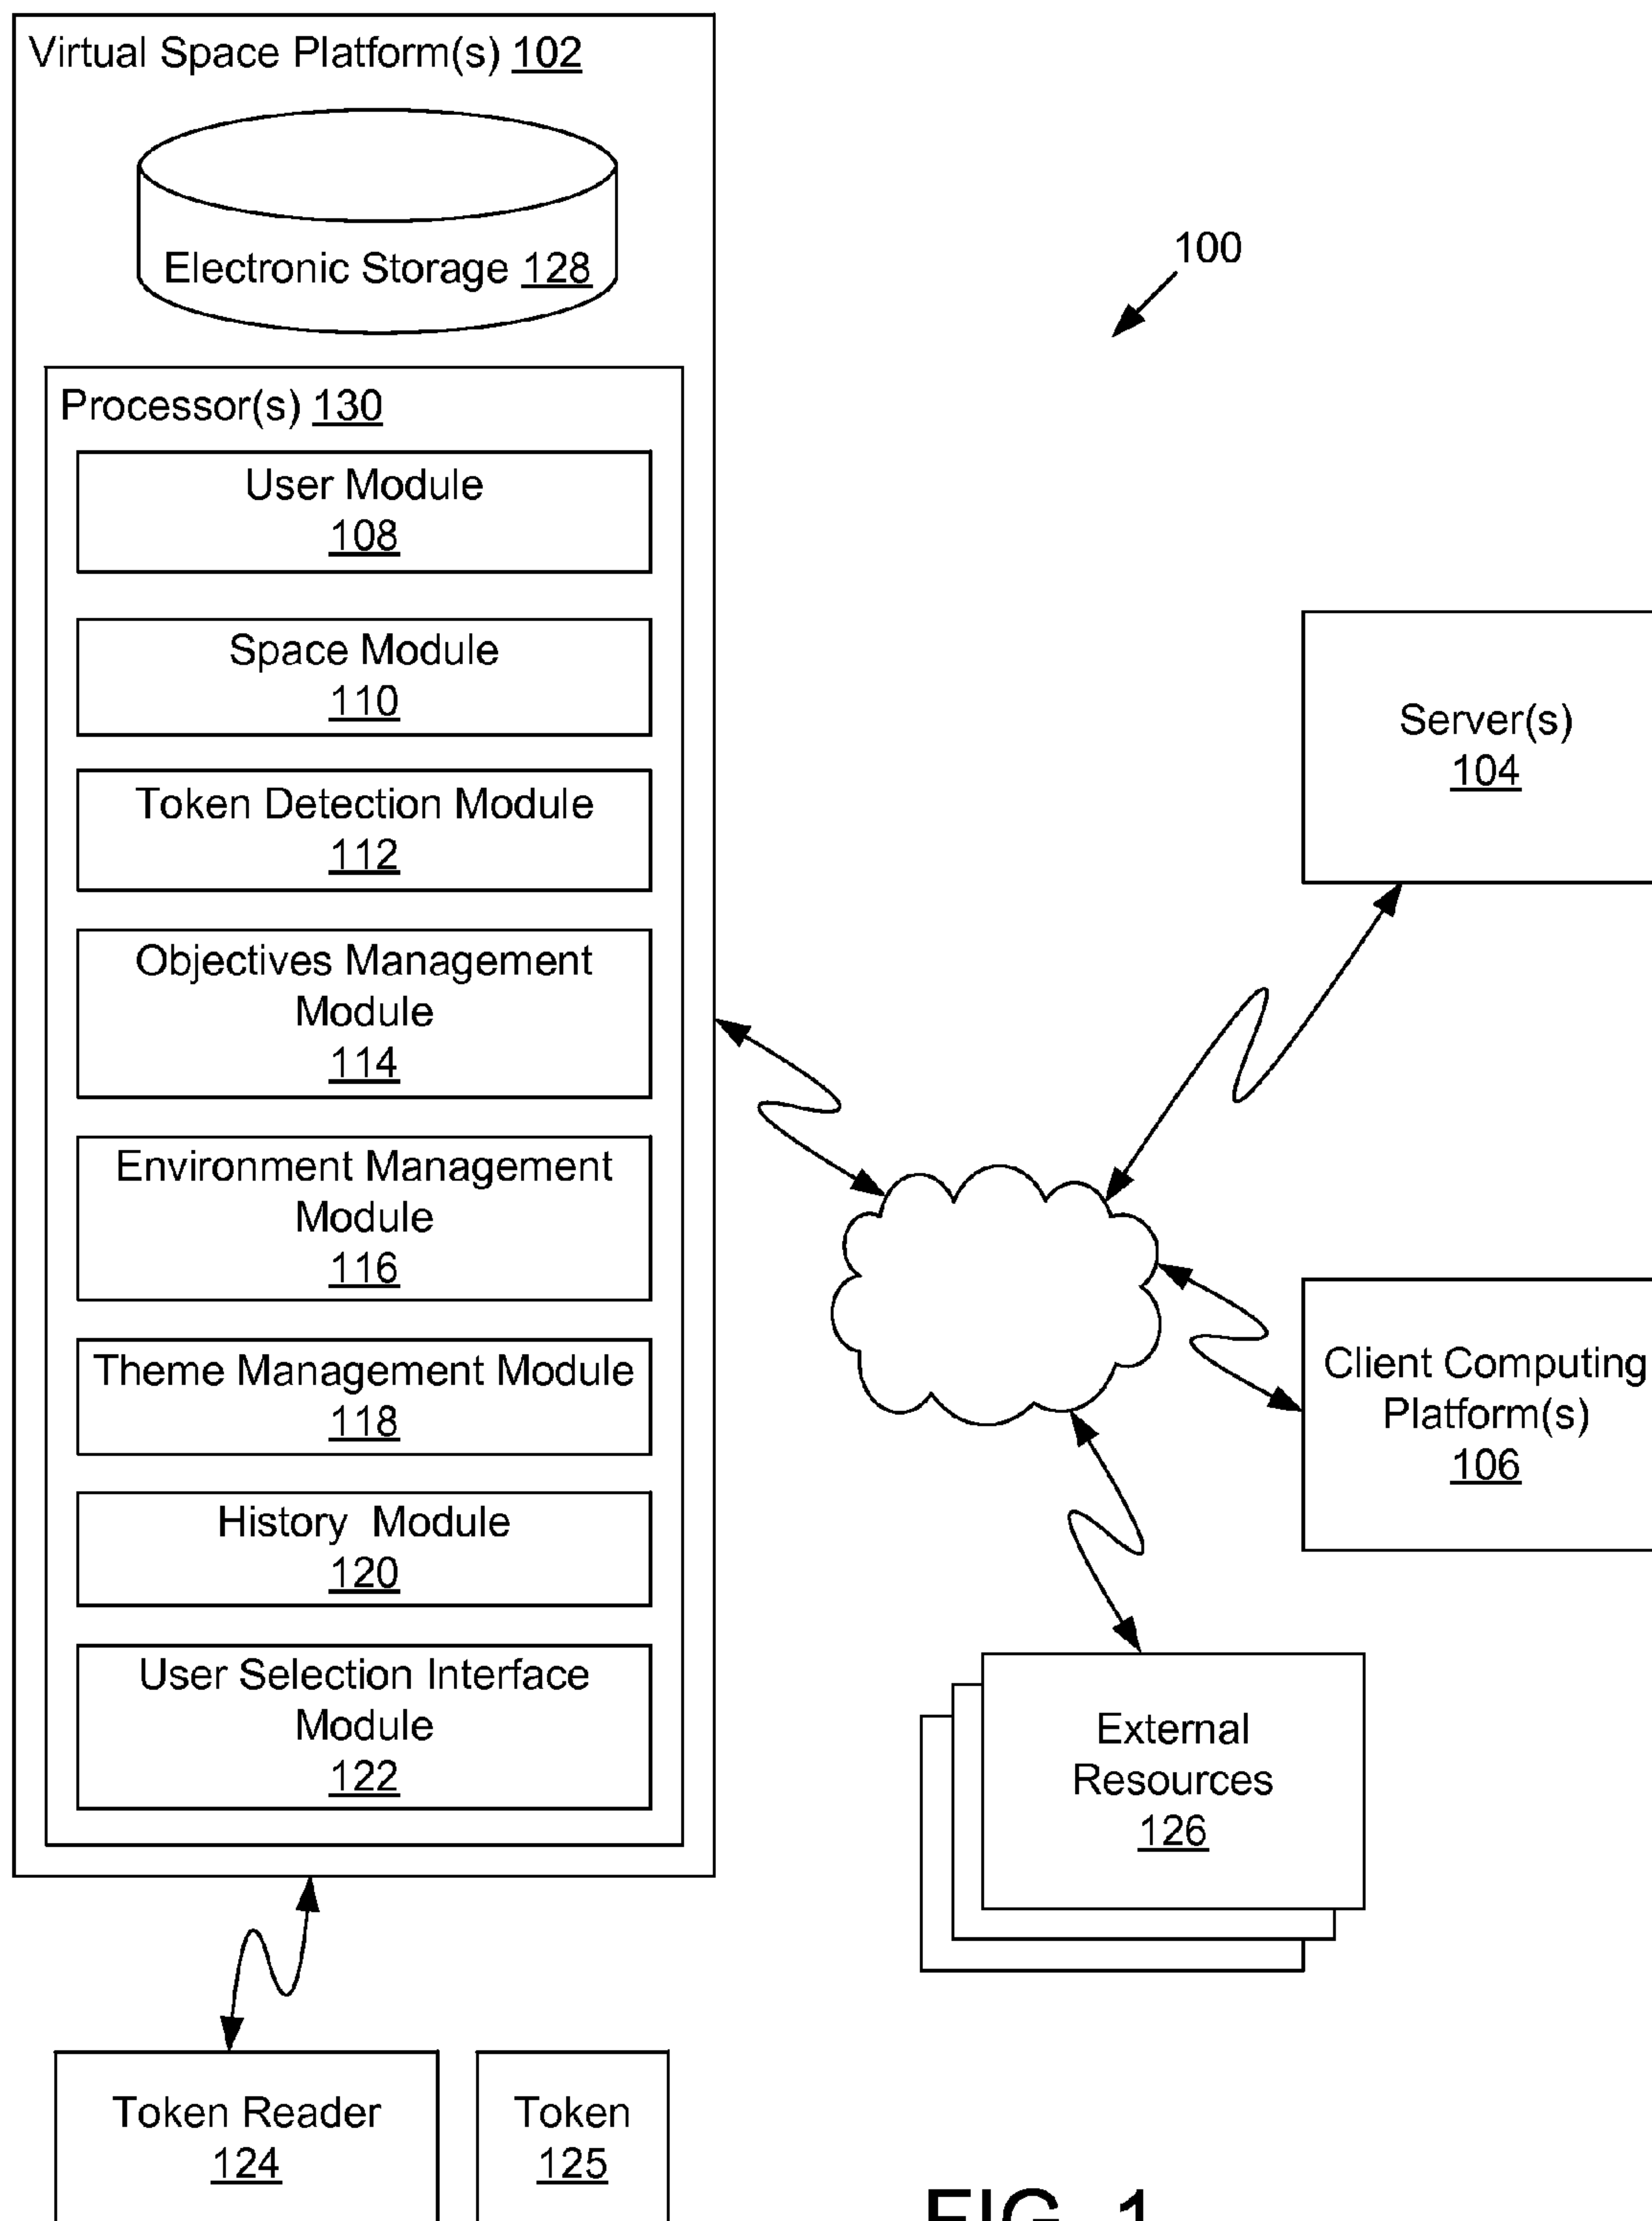 Virtual Space Platform(s) 102
Electronic Storage 128
100
Processor(s) 130
User Module
108
Space Module
110
Token Detection Module
112
Objectives Management
Module
114
Environment Management
Module
116
Theme Management Module
118
History Module
120
User Selection Interface
Module
122
Server(s)
104
Client Computing
Platform(s)
106
External
Resources
126
Token Reader
124
Token
125
FIG. 1